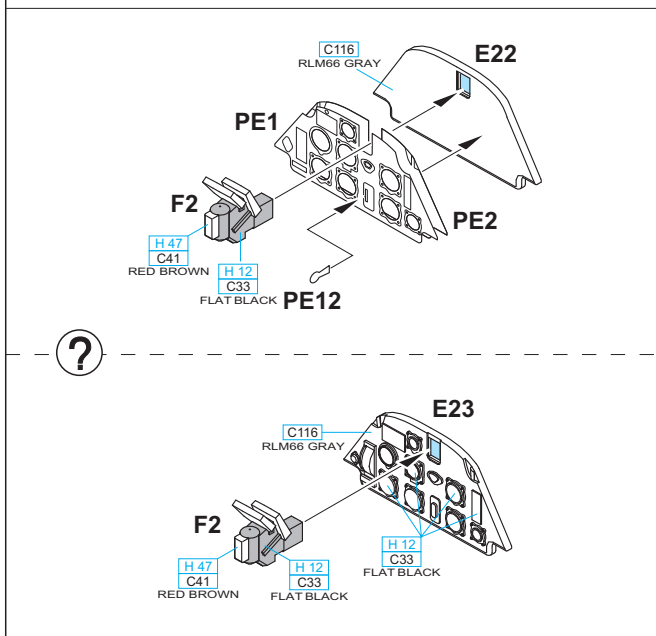 C116
RLM66 GRAY
E22
PE1
F2
PE2
H 47
C41
RED BROWN
H 12
C33
FLAT BLACK
PE12
?
E23
C116
RLM66 GRAY
F2
H 12
C33
FLAT BLACK
H 47
C41
RED BROWN
H 12
C33
FLAT BLACK